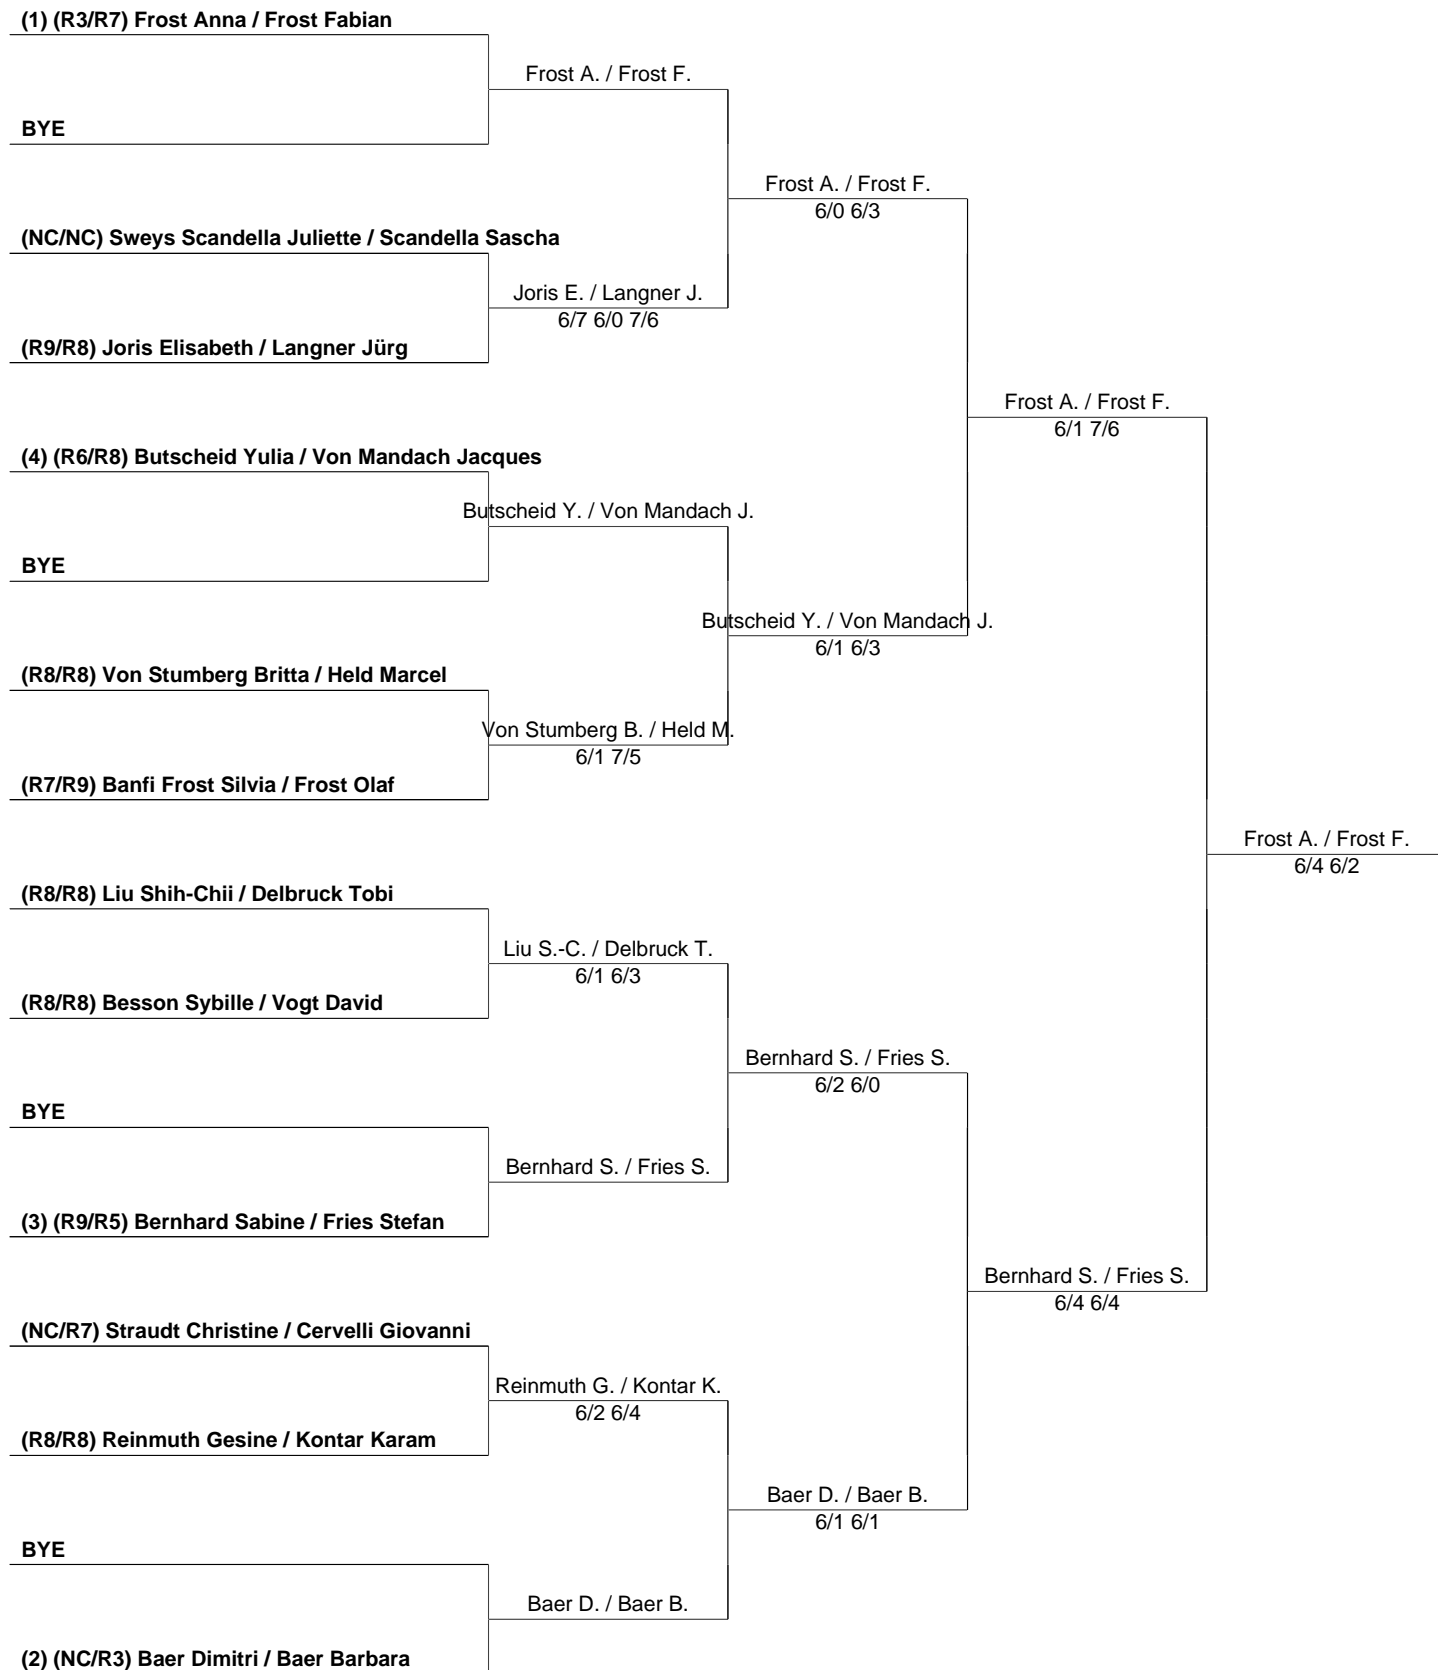 (1) (R3/R7) Frost Anna / Frost Fabian
Frost A. / Frost F.
BYE
Frost A. / Frost F.
6/0 6/3
(NC/NC) Sweys Scandella Juliette / Scandella Sascha
Joris E. / Langner J.
6/7 6/0 7/6
(R9/R8) Joris Elisabeth / Langner Jürg
Frost A. / Frost F.
6/1 7/6
(4) (R6/R8) Butscheid Yulia / Von Mandach Jacques
Butscheid Y. / Von Mandach J.
BYE
Butscheid Y. / Von Mandach J.
6/1 6/3
(R8/R8) Von Stumberg Britta / Held Marcel
Von Stumberg B. / Held M.
6/1 7/5
(R7/R9) Banfi Frost Silvia / Frost Olaf
Frost A. / Frost F.
6/4 6/2
(R8/R8) Liu Shih-Chii / Delbruck Tobi
Liu S.-C. / Delbruck T.
6/1 6/3
(R8/R8) Besson Sybille / Vogt David
Bernhard S. / Fries S.
6/2 6/0
BYE
Bernhard S. / Fries S.
(3) (R9/R5) Bernhard Sabine / Fries Stefan
Bernhard S. / Fries S.
6/4 6/4
(NC/R7) Straudt Christine / Cervelli Giovanni
Reinmuth G. / Kontar K.
6/2 6/4
(R8/R8) Reinmuth Gesine / Kontar Karam
Baer D. / Baer B.
6/1 6/1
BYE
Baer D. / Baer B.
(2) (NC/R3) Baer Dimitri / Baer Barbara